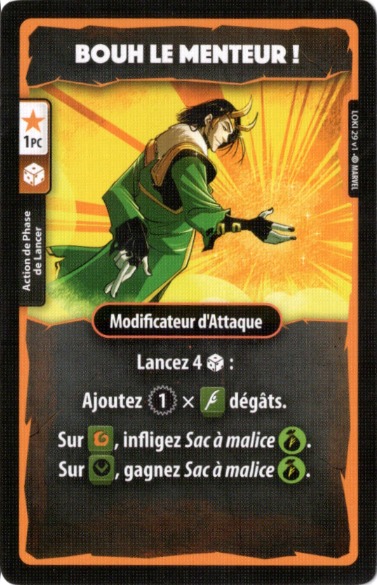 BOUH LE MENTEUR !
1PC
Action de Phase
de Lancer
LOKI 29 v1 - MARVEL
Modificateur d'Attaque
Lancez 4 :
Ajoutez 1 × dégâts.
Sur , infligez Sac à malice .
Sur , gagnez Sac à malice .